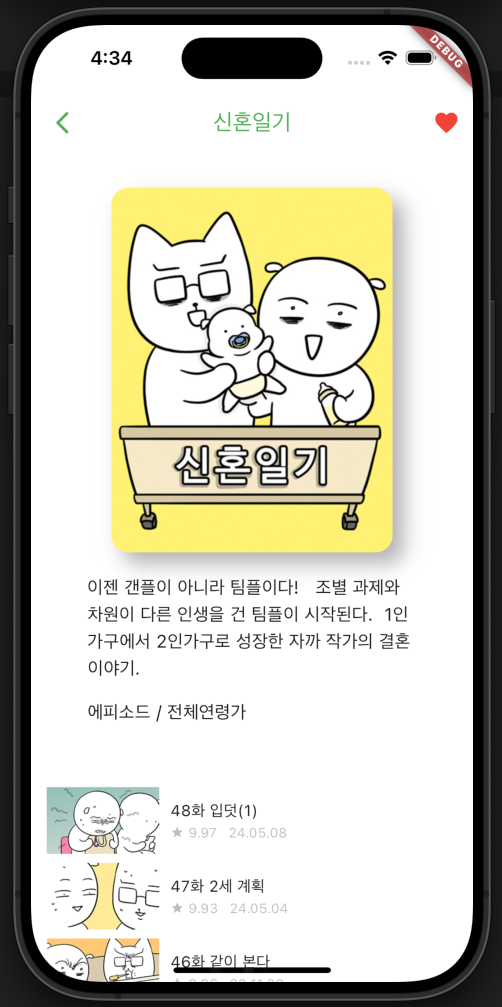 4:34
DEBUG
신혼일기
신혼일기
이젠 갠플이 아니라 팀플이다!   조별 과제와
차원이 다른 인생을 건 팀플이 시작된다.  1인
가구에서 2인가구로 성장한 자까 작가의 결혼
이야기.
에피소드 / 전체연령가
48화 입덧(1)
★ 9.97 24.05.08
47화 2세 계획
★ 9.93 24.05.04
46화 같이 본다